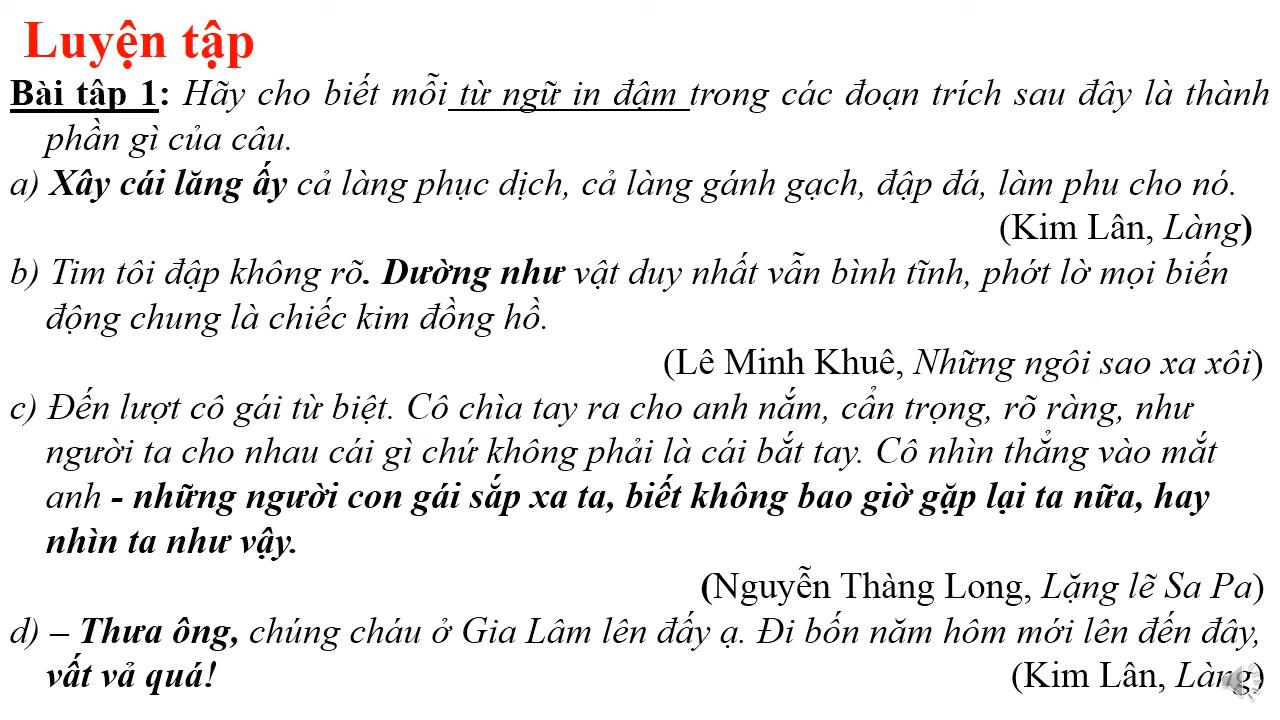 Luyện tập
Bài tập 1: Hãy cho biết mỗi từ ngữ in đậm trong các đoạn trích sau đây là thành
phần gì của câu.
a) Xây cái lăng ấy cả làng phục dịch, cả làng gánh gạch, đập đá, làm phu cho nó.
(Kim Lân, Làng)
b) Tim tôi đập không rõ. Dường như vật duy nhất vẫn bình tĩnh, phớt lờ mọi biến
động chung là chiếc kim đồng hồ.
(Lê Minh Khuê, Những ngôi sao xa xôi)
c) Đến lượt cô gái từ biệt. Cô chìa tay ra cho anh nắm, cẩn trọng, rõ ràng, như
người ta cho nhau cái gì chứ không phải là cái bắt tay. Cô nhìn thẳng vào mắt
anh - những người con gái sắp xa ta, biết không bao giờ gặp lại ta nữa, hay
nhìn ta như vậy.
(Nguyễn Thàng Long, Lặng lẽ Sa Pa)
d) – Thưa ông, chúng cháu ở Gia Lâm lên đấy ạ. Đi bốn năm hôm mới lên đến đây,
vất vả quá! (Kim Lân, Làng)